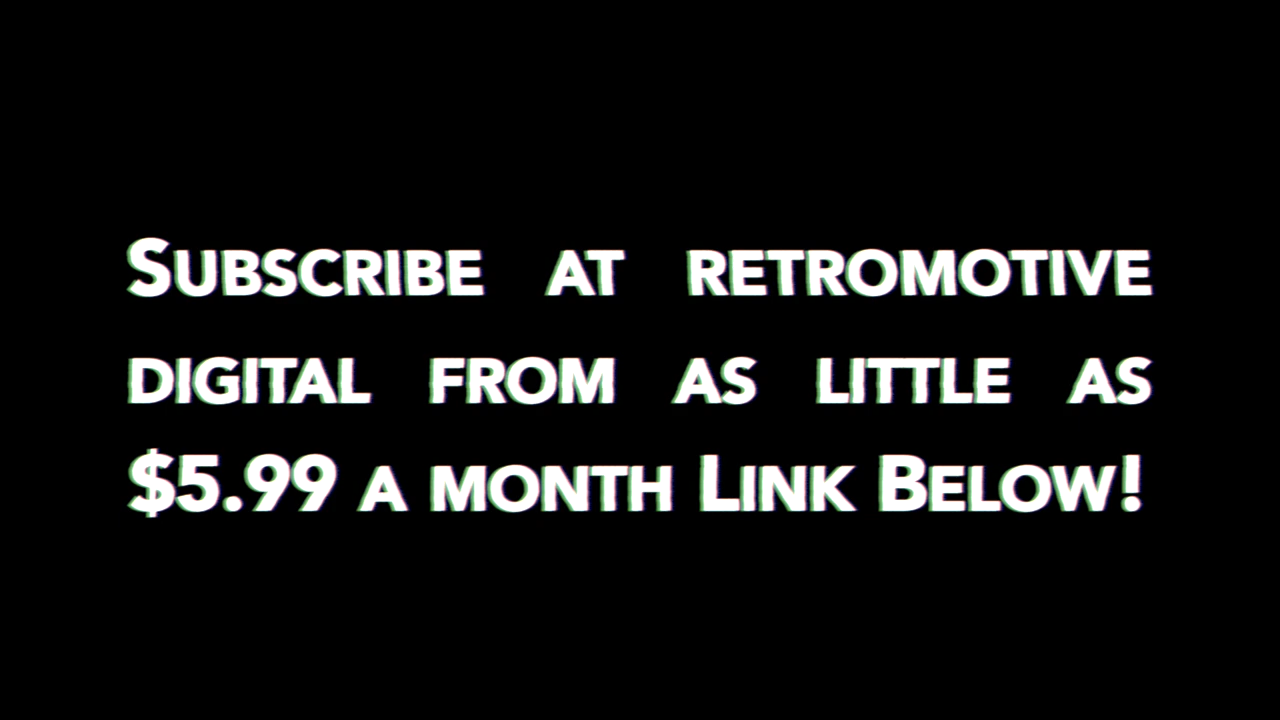 Subscribe at retromotive
digital from as little as
$5.99 a month Link Below!